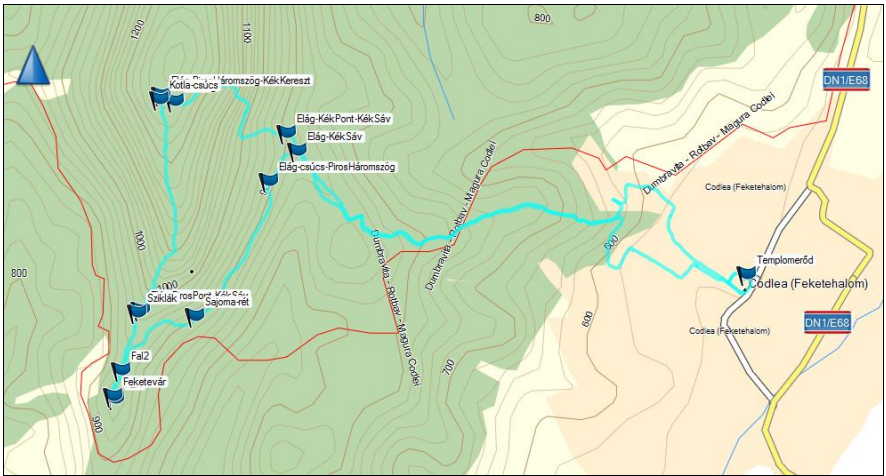 1200
1100
800
DN1/E68
Kotla-csúcs
Elág-KékPont-KékSáv
Elág-KékSáv
Elág-csúcs-PirosHáromszög
Dumbravita - Rotbav - Magura Codlei
Codlea (Feketehalom)
Dumbravita - Rotbav - Magura Codlei
Dumbravita - Rotbav - Magura Codlei
1000
600
800
1000
Templomerőd
Codlea (Feketehalom)
Sziklák
Sajoma-rét
600
DN1/E68
Codlea (Feketehalom)
Fal2
700
Feketevár
900